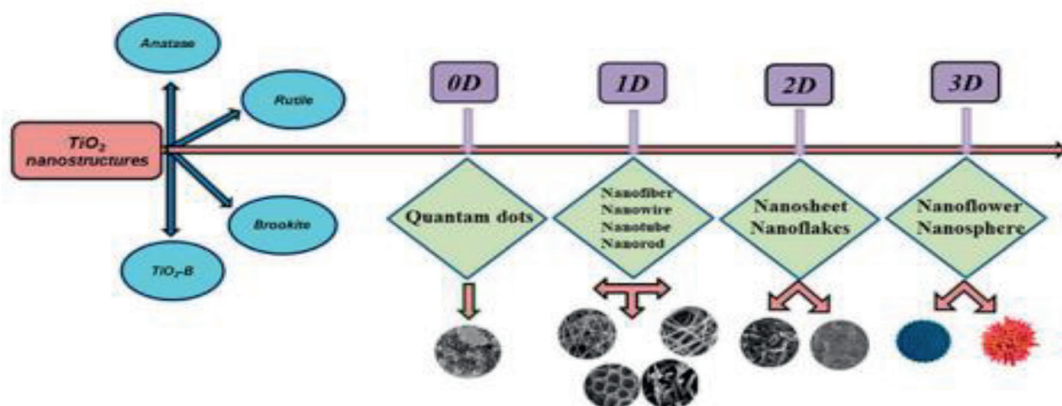 Anatase
Rutile
TiO2
nanostructures
Brookite
TiO2-B
0D
1D
2D
3D
Quantam dots
Nanofiber
Nanowire
Nanotube
Nanorod
Nanosheet
Nanoflakes
Nanoflower
Nanosphere